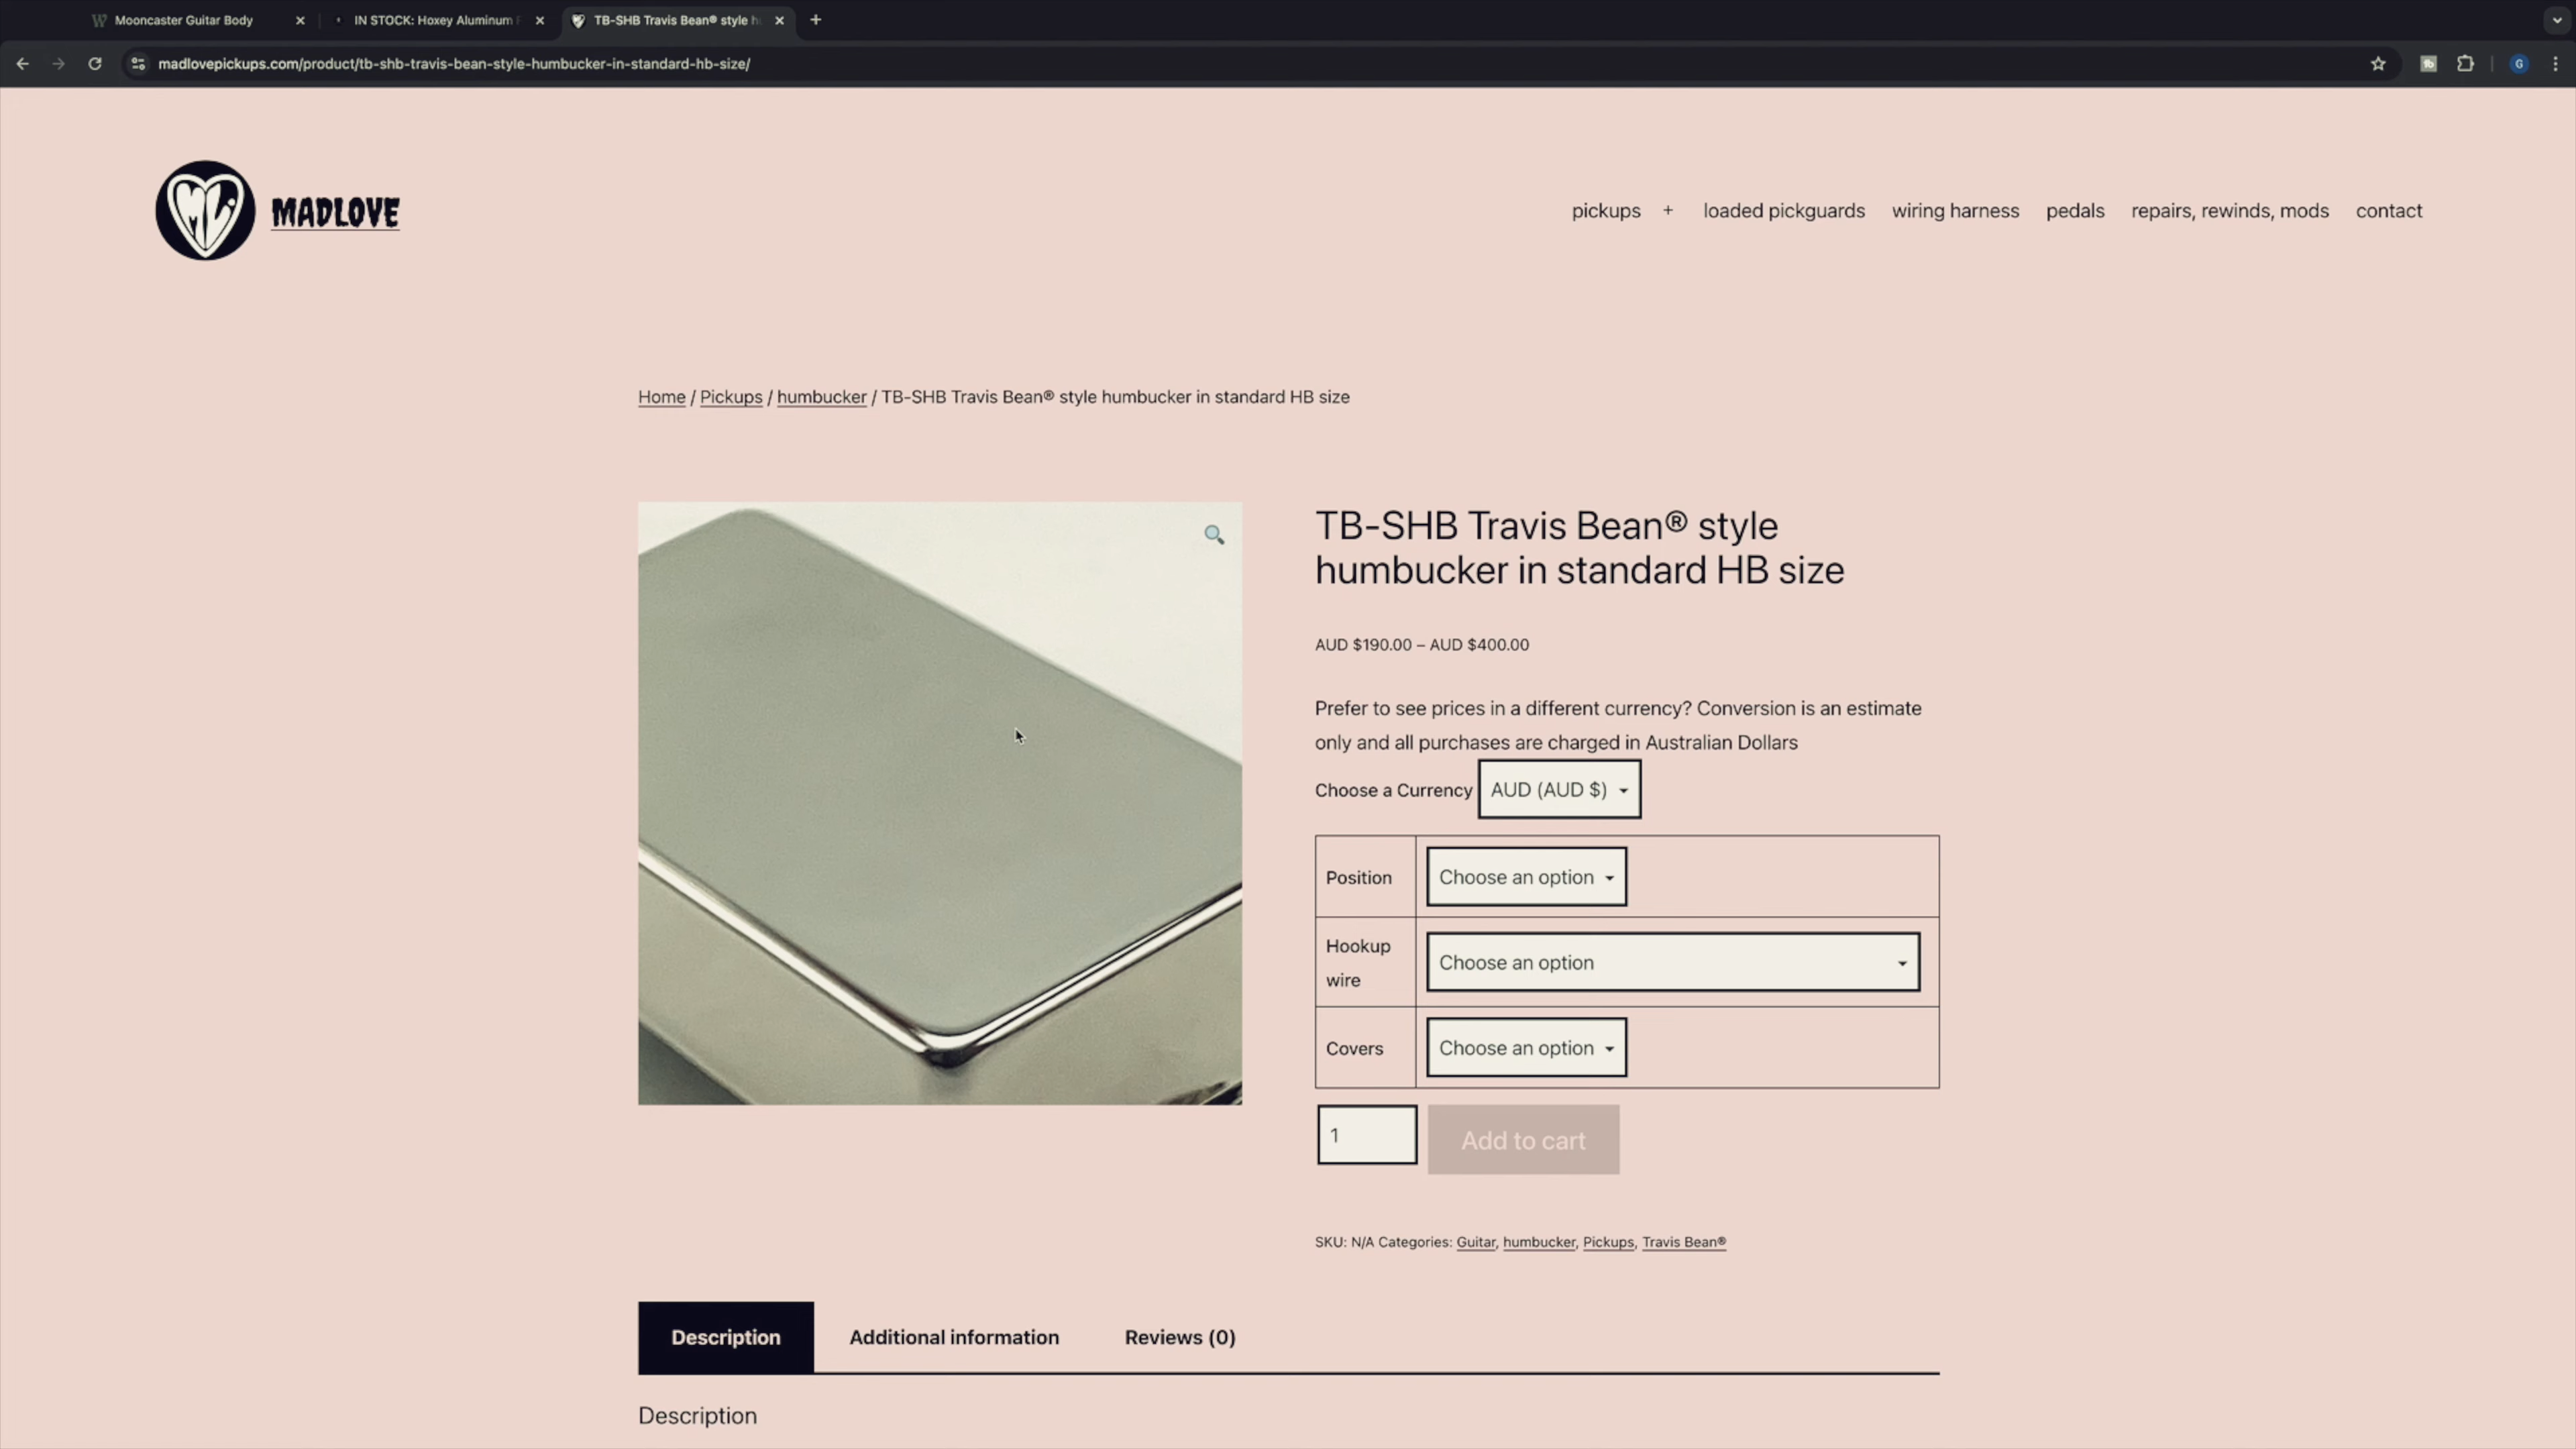 Mooncaster Guitar Body
IN STOCK: Hoxey Aluminum
TB-SHB Travis Bean® style
madlovepickups.com/product/tb-shb-travis-bean-style-humbucker-in-standard-hb-size/
G
ML
MADLOVE
pickups + loaded pickguards wiring harness pedals repairs, rewinds, mods contact
Home / Pickups / humbucker / TB-SHB Travis Bean® style humbucker in standard HB size
TB-SHB Travis Bean® style
humbucker in standard HB size
AUD $190.00 – AUD $400.00
Prefer to see prices in a different currency? Conversion is an estimate
only and all purchases are charged in Australian Dollars
Choose a Currency AUD (AUD $)
Position Choose an option
Hookup
wire
Choose an option
Covers Choose an option
1 Add to cart
SKU: N/A Categories: Guitar, humbucker, Pickups, Travis Bean®
Description Additional information Reviews (0)
Description